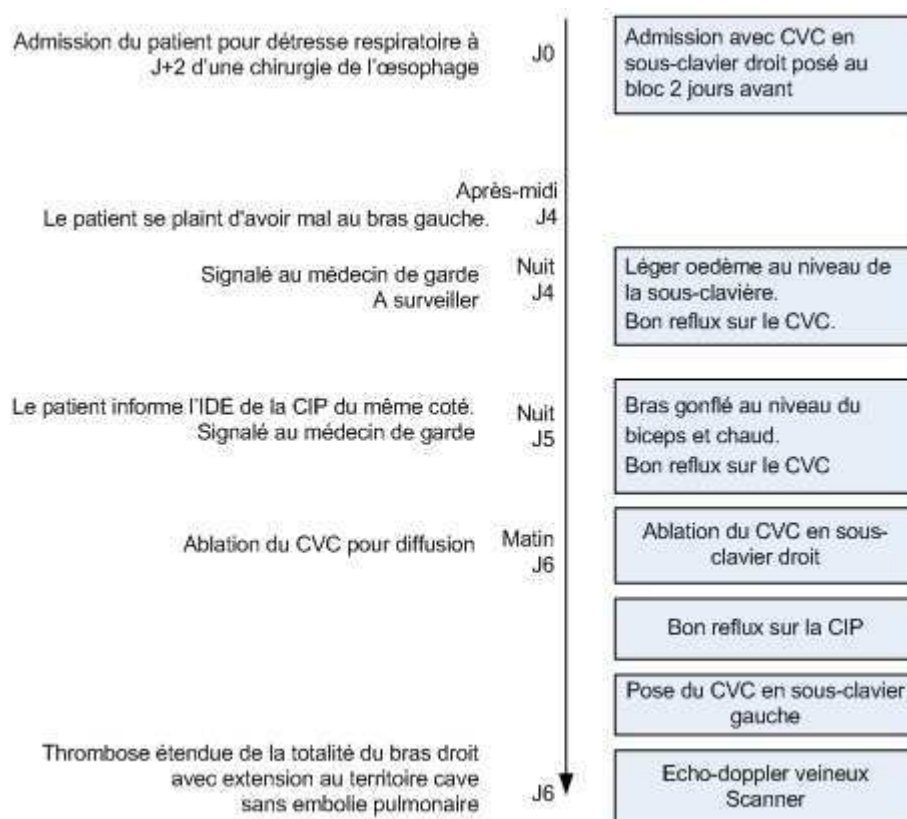 Admission du patient pour détresse respiratoire à
J+2 d'une chirurgie de l'œsophage
J0
Admission avec CVC en
sous-clavier droit posé au
bloc 2 jours avant
Après-midi
J4
Le patient se plaint d'avoir mal au bras gauche.
Signalé au médecin de garde
A surveiller
Nuit
J4
Léger oedème au niveau de
la sous-clavière.
Bon reflux sur le CVC.
Le patient informe l'IDE de la CIP du même coté.
Signalé au médecin de garde
Nuit
J5
Bras gonflé au niveau du
biceps et chaud.
Bon reflux sur le CVC
Ablation du CVC pour diffusion
Matin
J6
Ablation du CVC en sous-
clavier droit
Bon reflux sur la CIP
Pose du CVC en sous-clavier
gauche
Thrombose étendue de la totalité du bras droit
avec extension au territoire cave
sans embolie pulmonaire
J6
Echo-doppler veineux
Scanner